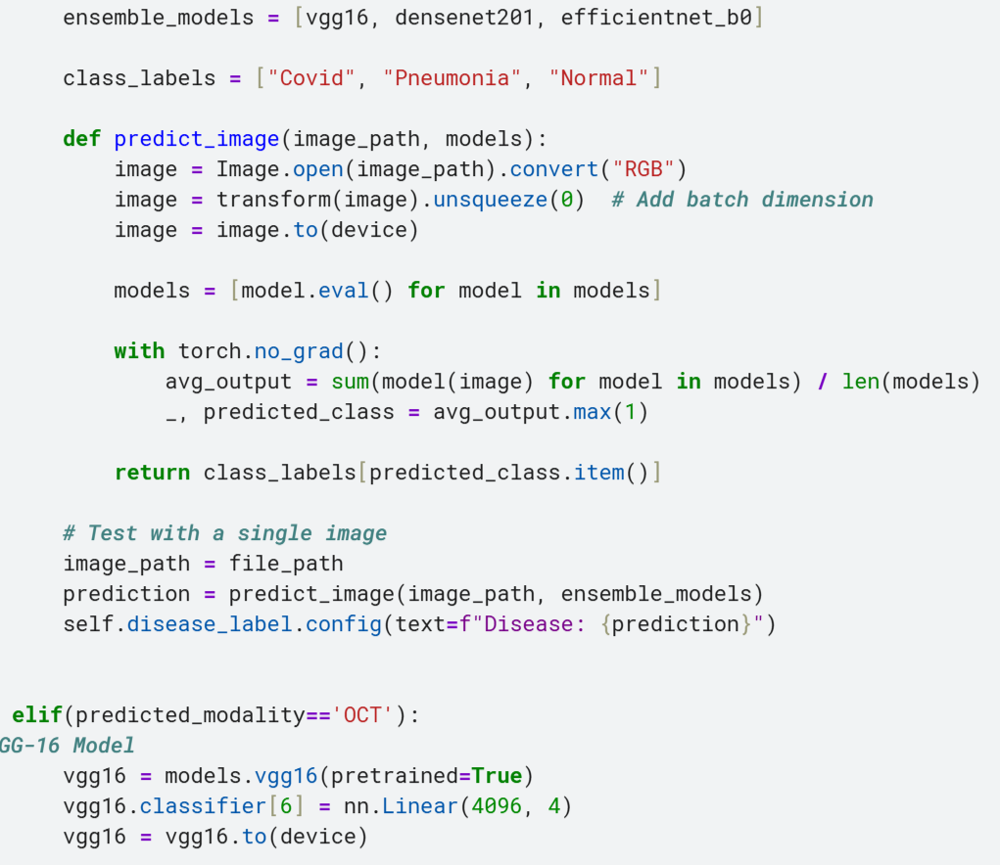 ensemble_models = [vgg16, densenet201, efficientnet_b0]
class_labels = ["Covid", "Pneumonia", "Normal"]
def predict_image(image_path, models):
image = Image.open(image_path).convert("RGB")
image = transform(image).unsqueeze(0)  # Add batch dimension
image = image.to(device)
models = [model.eval() for model in models]
with torch.no_grad():
avg_output = sum(model(image) for model in models) / len(models)
_, predicted_class = avg_output.max(1)
return class_labels[predicted_class.item()]
# Test with a single image
image_path = file_path
prediction = predict_image(image_path, ensemble_models)
self.disease_label.config(text=f"Disease: {prediction}")
elif(predicted_modality=='OCT'):
GG-16 Model
vgg16 = models.vgg16(pretrained=True)
vgg16.classifier[6] = nn.Linear(4096, 4)
vgg16 = vgg16.to(device)